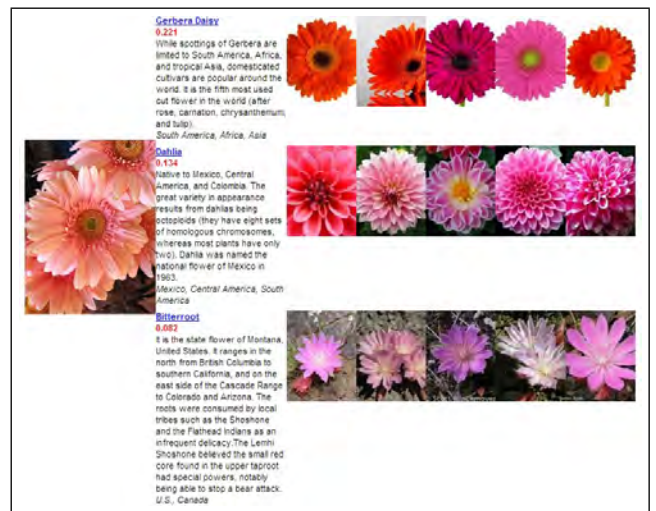 Gerbera Daisy
0.221
While spottings of Gerbera are
limited to South America, Africa,
and tropical Asia, domesticated
cultivars are popular around the
world. It is the fifth most used
cut flower in the world (after
rose, carnation, chrysanthemum,
and tulip).
South America, Africa, Asia
Dahlia
0.134
Native to Mexico, Central
America, and Colombia. The
great variety in appearance
results from dahlias being
octoploids (they have eight sets
of homologous chromosomes,
whereas most plants have only
two). Dahlia was named the
national flower of Mexico in
1963.
Mexico, Central America, South
America
Bitterroot
0.082
It is the state flower of Montana,
United States. It ranges in the
north from British Columbia to
southern California, and on the
east side of the Cascade Range
to Colorado and Arizona. The
roots were consumed by local
tribes such as the Shoshone
and the Flathead Indians as an
infrequent delicacy.The Lemhi
Shoshone believed the small red
core found in the upper taproot
had special powers, notably
being able to stop a bear attack.
U.S., Canada